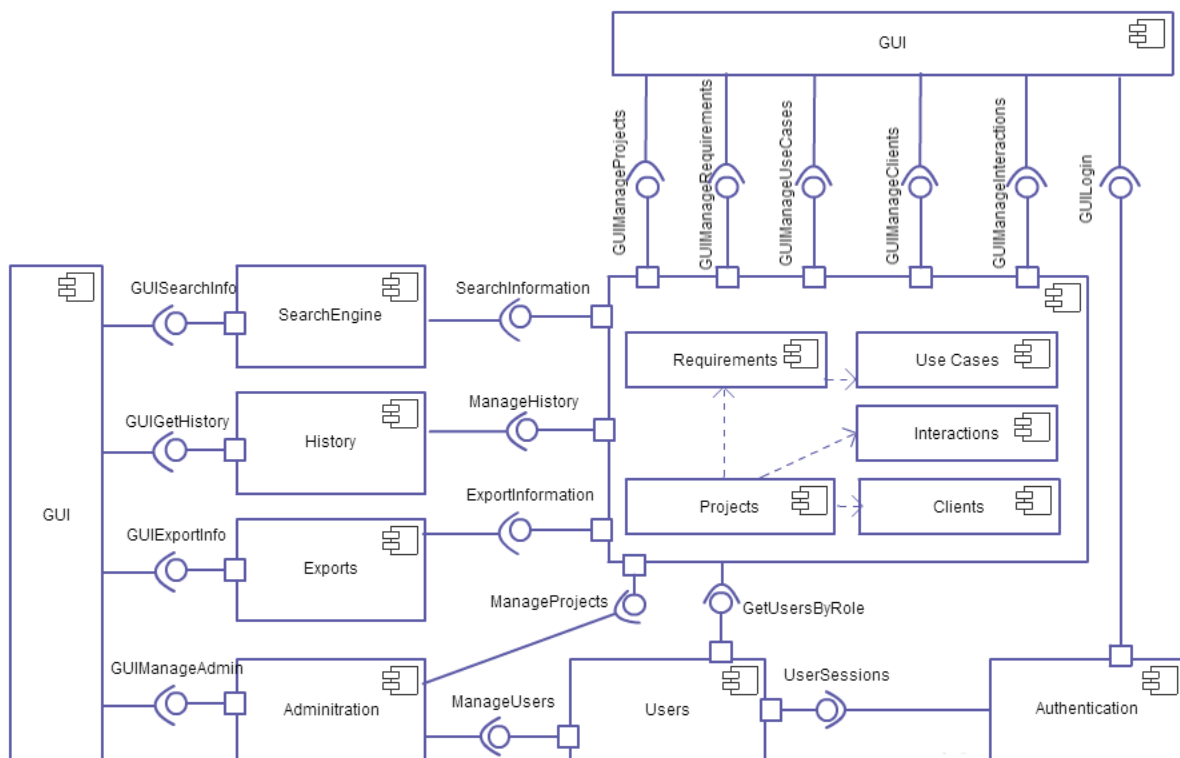 GUI
GUIManageProjects
GUIManageRequirements
GUIManageUseCases
GUIManageClients
GUIManageInteractions
GUILogin
GUISearchInfo
SearchEngine
SearchInformation
Requirements
Use Cases
GUIGetHistory
History
ManageHistory
Interactions
GUI
GUIExportInfo
Exports
ExportInformation
Projects
Clients
ManageProjects
GetUsersByRole
GUIManageAdmin
Adminitration
ManageUsers
Users
UserSessions
Authentication